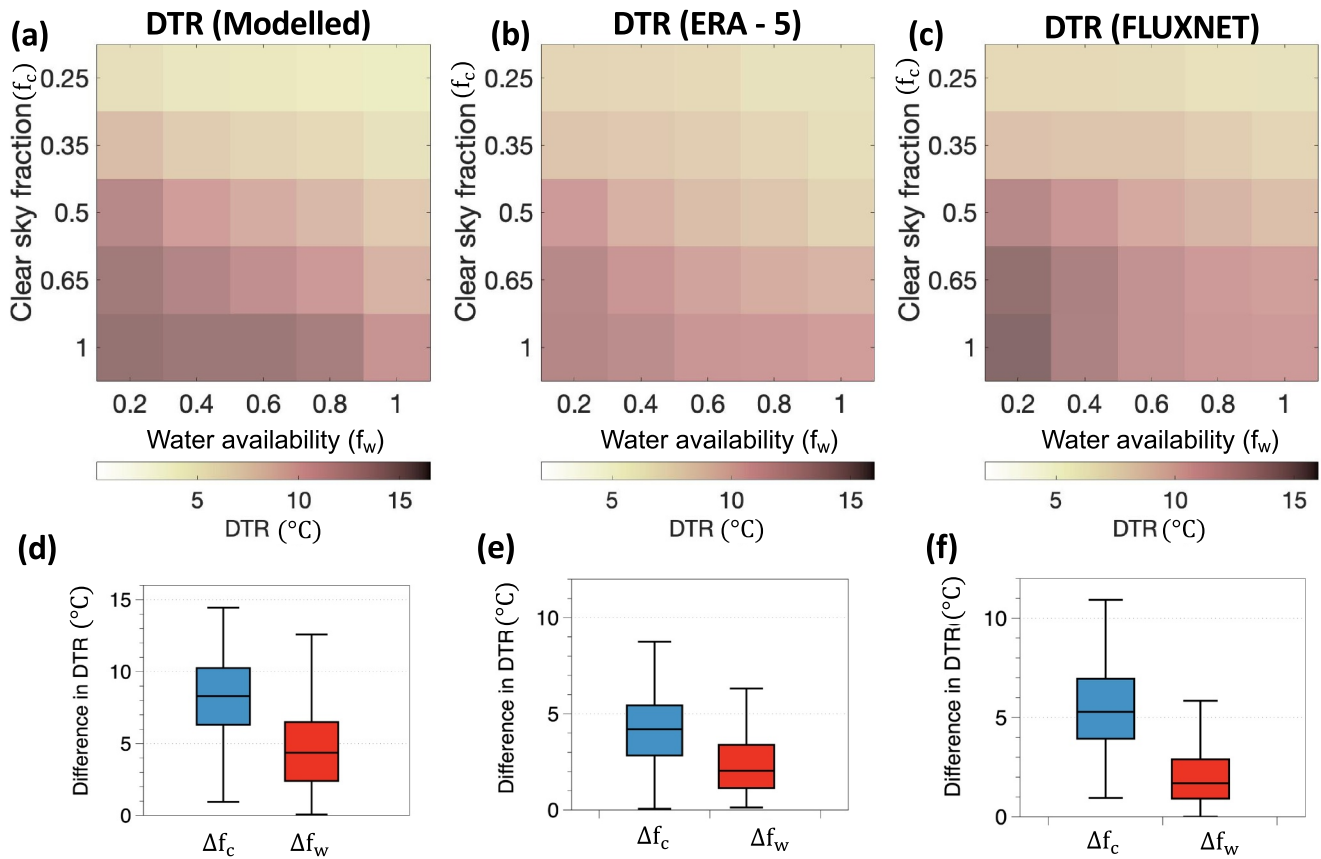 (a) DTR (Modelled)
Clear sky fraction (fc)
0.25
0.35
0.5
0.65
1
0.2 0.4 0.6 0.8 1
Water availability (fw)
5 10 15
DTR (°C)
(b) DTR (ERA - 5)
Clear sky fraction (fc)
0.25
0.35
0.5
0.65
1
0.2 0.4 0.6 0.8 1
Water availability (fw)
5 10 15
DTR (°C)
(c) DTR (FLUXNET)
Clear sky fraction (fc)
0.25
0.35
0.5
0.65
1
0.2 0.4 0.6 0.8 1
Water availability (fw)
5 10 15
DTR (°C)
(d)
Difference in DTR (°C)
15
10
5
0
Δfc Δfw
(e)
Difference in DTR (°C)
10
5
0
Δfc Δfw
(f)
Difference in DTR (°C)
10
5
0
Δfc Δfw